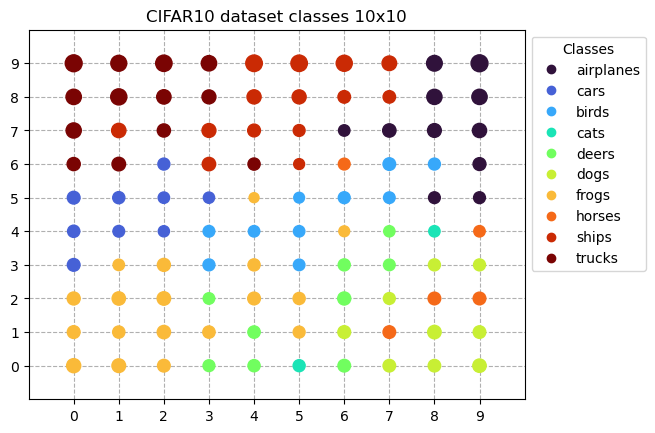 CIFAR10 dataset classes 10x10
9
8
7
6
5
4
3
2
1
0
0 1 2 3 4 5 6 7 8 9
Classes
airplanes
cars
birds
cats
deers
dogs
frogs
horses
ships
trucks